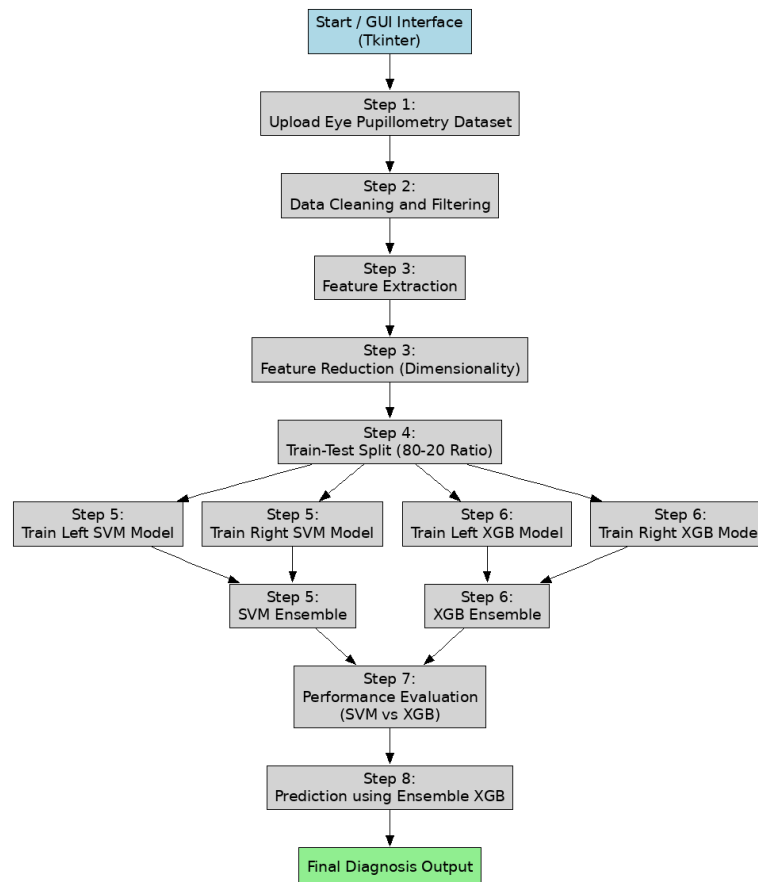 Start / GUI Interface
(Tkinter)
Step 1:
Upload Eye Pupillometry Dataset
Step 2:
Data Cleaning and Filtering
Step 3:
Feature Extraction
Step 3:
Feature Reduction (Dimensionality)
Step 4:
Train-Test Split (80-20 Ratio)
Step 5:
Train Left SVM Model
Step 5:
Train Right SVM Model
Step 6:
Train Left XGB Model
Step 6:
Train Right XGB Model
Step 5:
SVM Ensemble
Step 6:
XGB Ensemble
Step 7:
Performance Evaluation
(SVM vs XGB)
Step 8:
Prediction using Ensemble XGB
Final Diagnosis Output